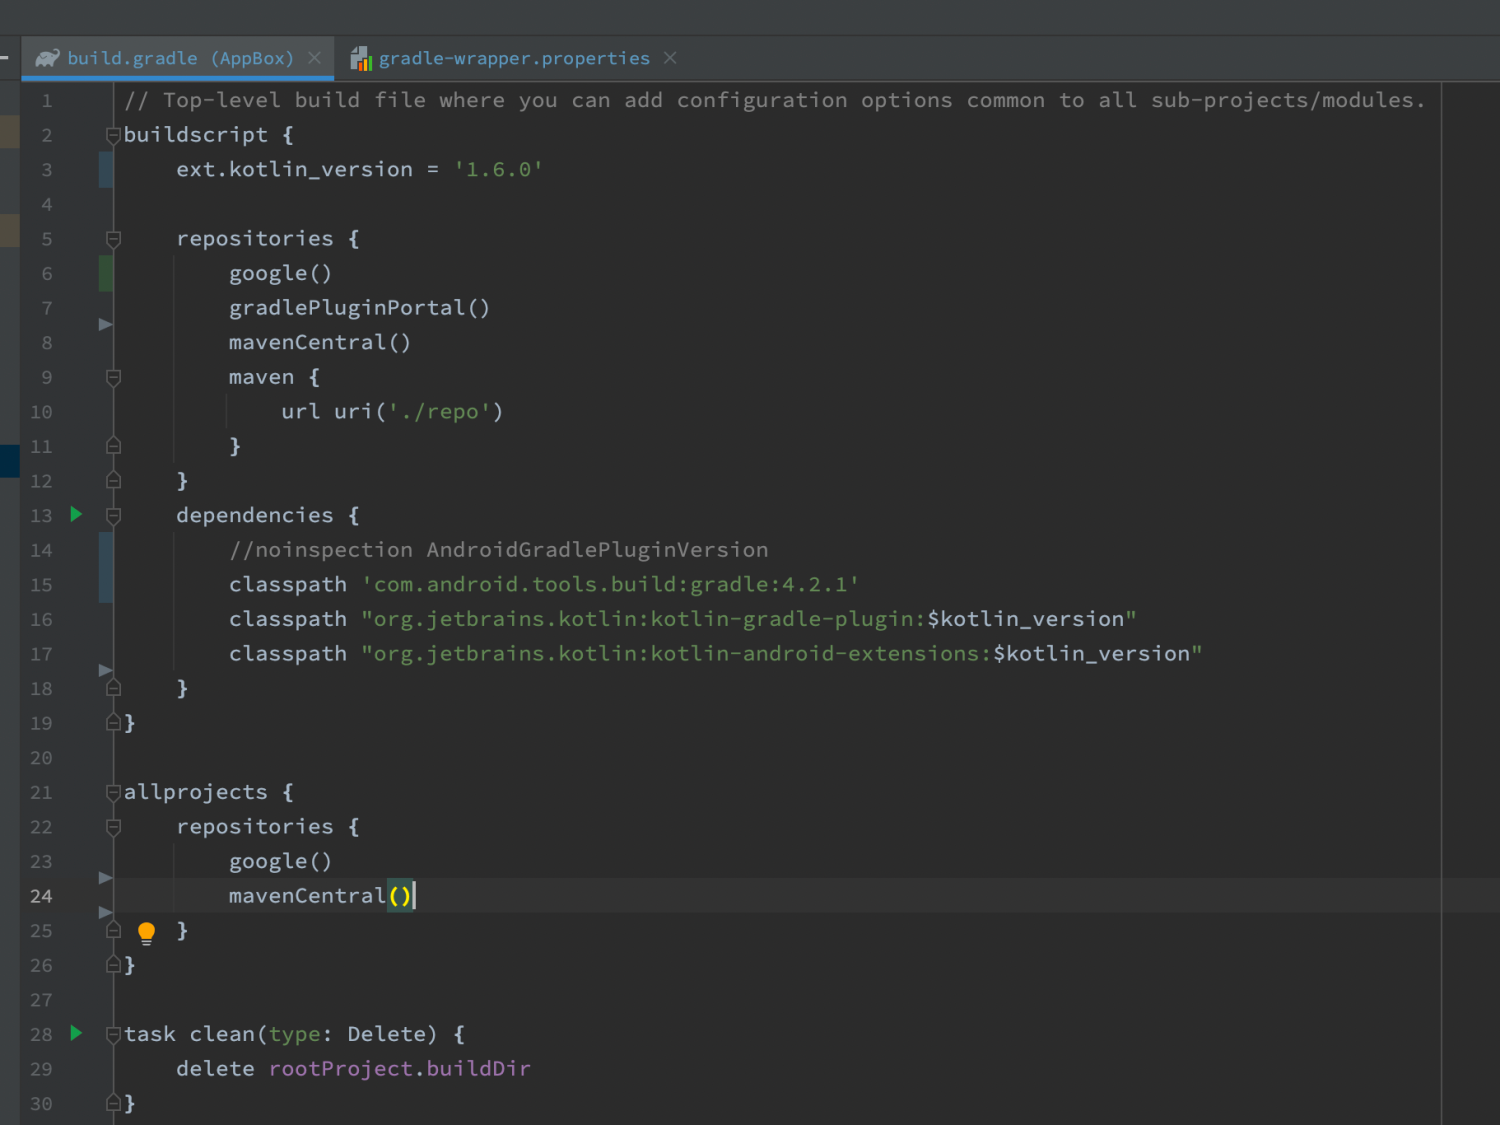 build.gradle (AppBox) gradle-wrapper.properties
1 // Top-level build file where you can add configuration options common to all sub-projects/modules.
2 buildscript {
3 ext.kotlin_version = '1.6.0'
4
5 repositories {
6 google()
7 gradlePluginPortal()
8 mavenCentral()
9 maven {
10 url uri('./repo')
11 }
12 }
13 dependencies {
14 //noinspection AndroidGradlePluginVersion
15 classpath 'com.android.tools.build:gradle:4.2.1'
16 classpath "org.jetbrains.kotlin:kotlin-gradle-plugin:$kotlin_version"
17 classpath "org.jetbrains.kotlin:kotlin-android-extensions:$kotlin_version"
18 }
19 }
20
21 allprojects {
22 repositories {
23 google()
24 mavenCentral()
25 }
26 }
27
28 task clean(type: Delete) {
29 delete rootProject.buildDir
30 }